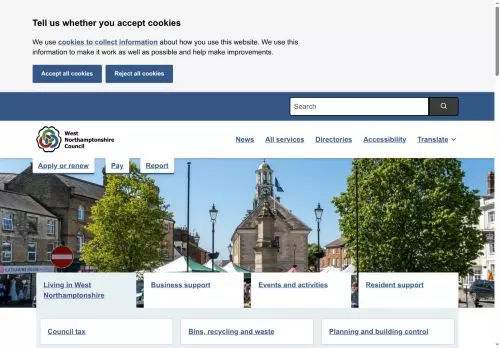 Tell us whether you accept cookies
We use cookies to collect information about how you use this website. We use this
information to make it work as well as possible and help make improvements.
Accept all cookies
Reject all cookies
Search
West
Northamptonshire
Council
News
All services
Directories
Accessibility
Translate
Apply or renew
Pay
Report
Living in West
Northamptonshire
Business support
Events and activities
Resident support
Council tax
Bins, recycling and waste
Planning and building control